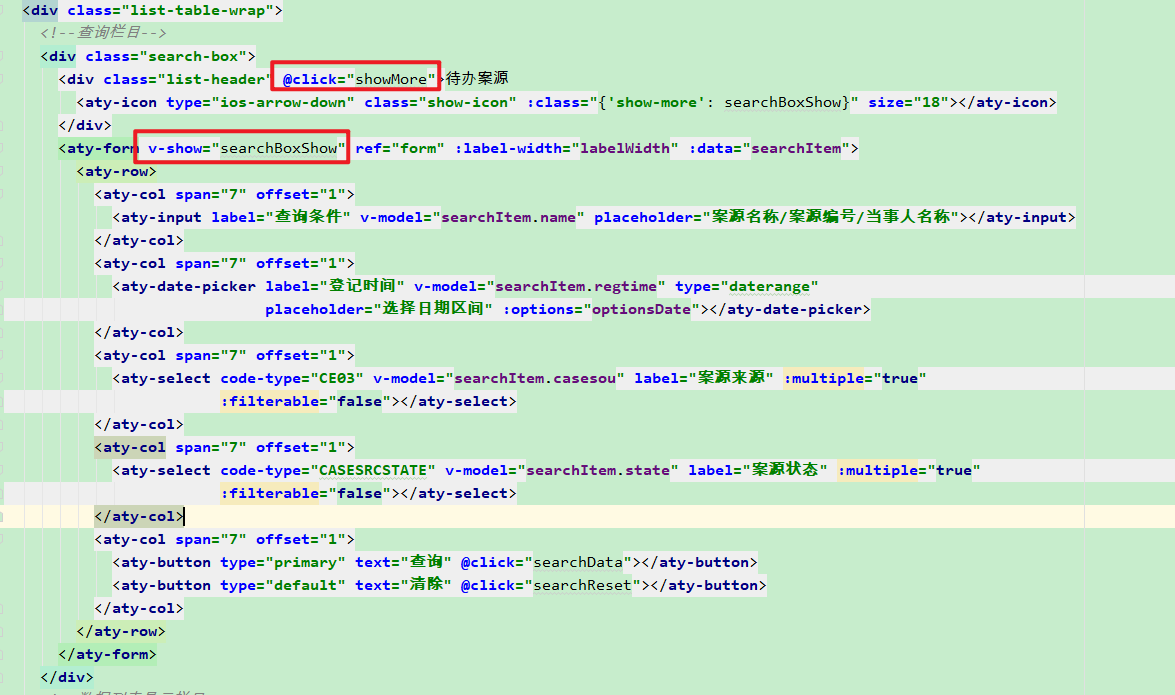 <div class="list-table-wrap">
<!--查询栏目-->
<div class="search-box">
<div class="list-header" @click="showMore">待办案源
<aty-icon type="ios-arrow-down" class="show-icon" :class="{'show-more': searchBoxShow}" size="18"></aty-icon>
</div>
<aty-form v-show="searchBoxShow" ref="form" :label-width="labelWidth" :data="searchItem">
<aty-row>
<aty-col span="7" offset="1">
<aty-input label="查询条件" v-model="searchItem.name" placeholder="案源名称/案源编号/当事人名称"></aty-input>
</aty-col>
<aty-col span="7" offset="1">
<aty-date-picker label="登记时间" v-model="searchItem.regtime" type="daterange"
placeholder="选择日期区间" :options="optionsDate"></aty-date-picker>
</aty-col>
<aty-col span="7" offset="1">
<aty-select code-type="CE03" v-model="searchItem.casesou" label="案源来源" :multiple="true"
:filterable="false"></aty-select>
</aty-col>
<aty-col span="7" offset="1">
<aty-select code-type="CASESRCSTATE" v-model="searchItem.state" label="案源状态" :multiple="true"
:filterable="false"></aty-select>
</aty-col>
<aty-col span="7" offset="1">
<aty-button type="primary" text="查询" @click="searchData"></aty-button>
<aty-button type="default" text="清除" @click="searchReset"></aty-button>
</aty-col>
</aty-row>
</aty-form>
</div>